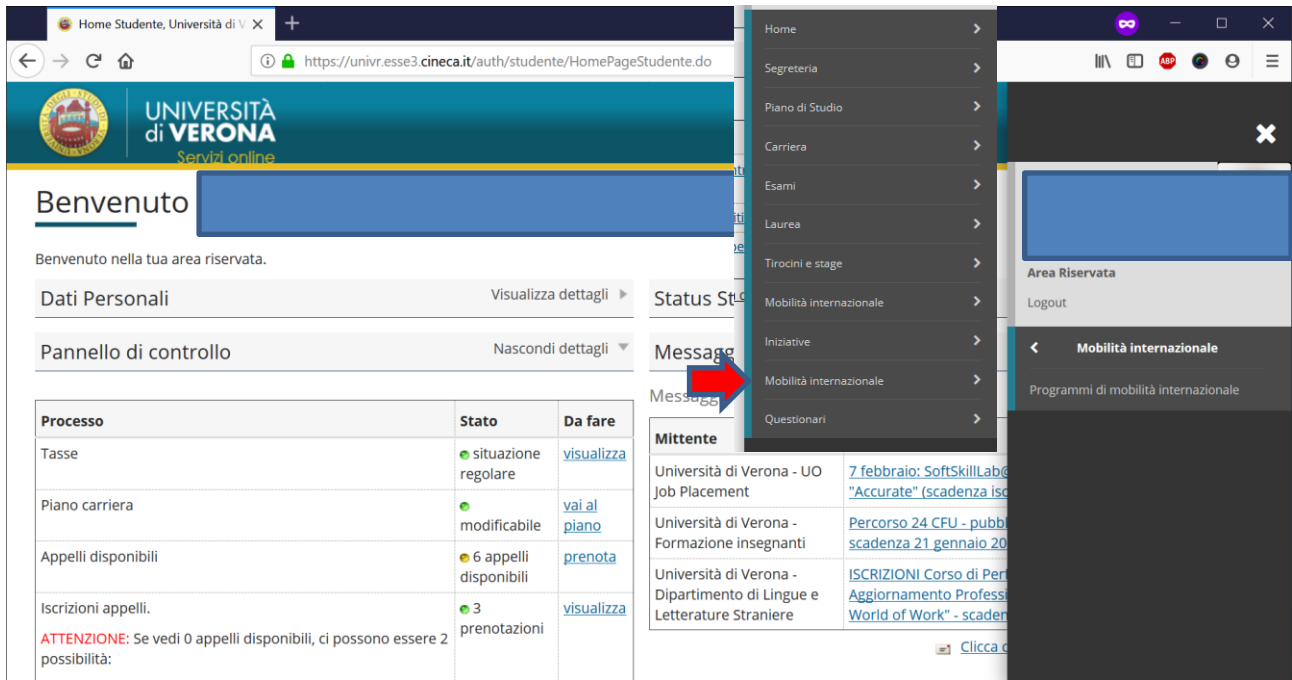 Home Studente, Università di V
https://univr.esse3.cineca.it/auth/studente/HomePageStudente.do
ABP
UNIVERSITÀ
di VERONA
Servizi online
Benvenuto
Benvenuto nella tua area riservata.
Dati Personali
Visualizza dettagli
Pannello di controllo
Nascondi dettagli
Processo Stato Da fare
Tasse
situazione
regolare
visualizza
Piano carriera
modificabile
vai al
piano
Appelli disponibili
6 appelli
disponibili
prenota
Iscrizioni appelli.
ATTENZIONE: Se vedi 0 appelli disponibili, ci possono essere 2
possibilità:
3
prenotazioni
visualizza
Status St
Messagg
Messagg
Mittente
Università di Verona - UO
Job Placement
7 febbraio: SoftSkillLab@
"Accurate" (scadenza isc
Università di Verona -
Formazione insegnanti
Percorso 24 CFU - pubbl
scadenza 21 gennaio 20
Università di Verona -
Dipartimento di Lingue e
Letterature Straniere
ISCRIZIONI Corso di Perf
Aggiornamento Professi
World of Work" - scaden
Clicca
Home
Segreteria
Piano di Studio
Carriera
Esami
Laurea
Tirocini e stage
Mobilità internazionale
Iniziative
Mobilità internazionale
Questionari
Area Riservata
Logout
Mobilità internazionale
Programmi di mobilità internazionale